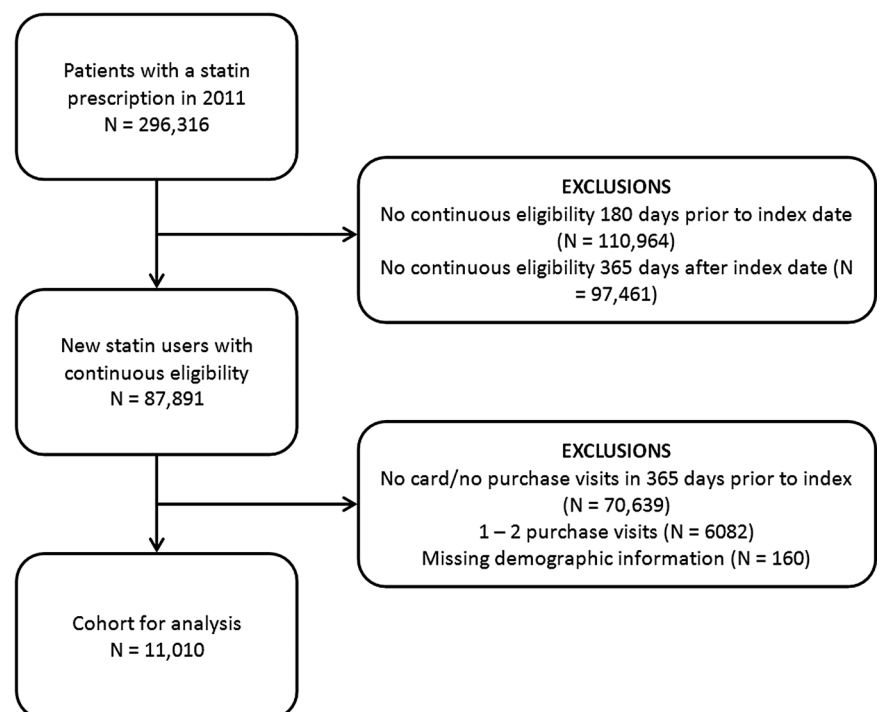 Patients with a statin
prescription in 2011
N = 296,316
EXCLUSIONS
No continuous eligibility 180 days prior to index date
(N = 110,964)
No continuous eligibility 365 days after index date (N
= 97,461)
New statin users with
continuous eligibility
N = 87,891
EXCLUSIONS
No card/no purchase visits in 365 days prior to index
(N = 70,639)
1 – 2 purchase visits (N = 6082)
Missing demographic information (N = 160)
Cohort for analysis
N = 11,010